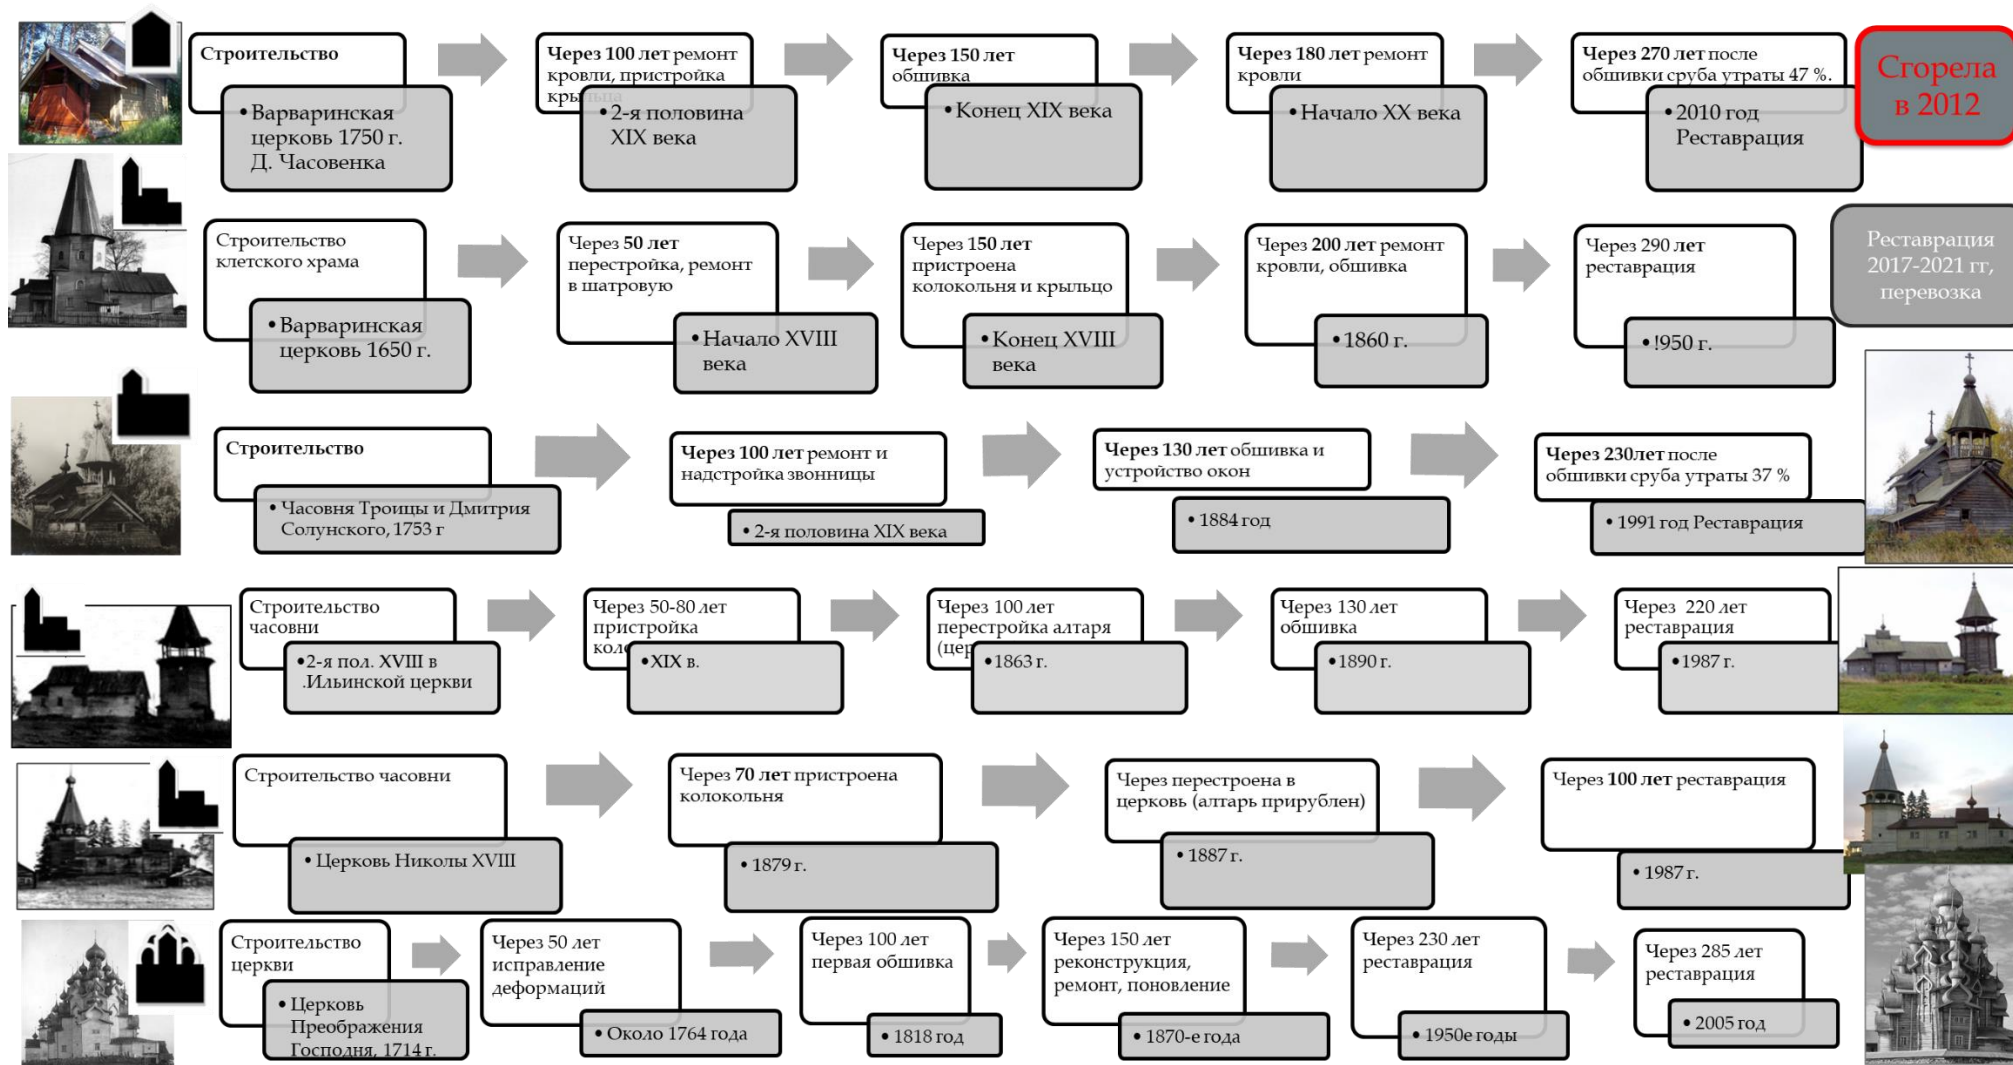 Строительство
• Варваринская
церковь 1750 г.
Д. Часовенка
Через 100 лет ремонт
кровли, пристройка
крыльца
• 2-я половина
XIX века
Через 150 лет
обшивка
• Конец XIX века
Через 180 лет ремонт
кровли
• Начало XX века
Через 270 лет после
обшивки сруба утраты 47 %.
• 2010 год
Реставрация
Сгорела
в 2012
Строительство
клетского храма
• Варваринская
церковь 1650 г.
Через 50 лет
перестройка, ремонт
в шатровую
• Начало XVIII
века
Через 150 лет
пристроена
колокольня и крыльцо
• Конец XVIII
века
Через 200 лет ремонт
кровли, обшивка
• 1860 г.
Через 290 лет
реставрация
• !950 г.
Реставрация
2017-2021 гг,
перевозка
Строительство
• Часовня Троицы и Дмитрия
Солунского, 1753 г
Через 100 лет ремонт и
надстройка звонницы
• 2-я половина XIX века
Через 130 лет обшивка и
устройство окон
• 1884 год
Через 230лет после
обшивки сруба утраты 37 %
• 1991 год Реставрация
Строительство
часовни
• 2-я пол. XVIII в
.Ильинской церкви
Через 50-80 лет
пристройка
• XIX в.
Через 100 лет
перестройка алтаря
• 1863 г.
Через 130 лет
обшивка
• 1890 г.
Через 220 лет
реставрация
• 1987 г.
Строительство часовни
• Церковь Николы XVIII
Через 70 лет пристроена
колокольня
• 1879 г.
Через перестроена в
церковь (алтарь прирублен)
• 1887 г.
Через 100 лет реставрация
• 1987 г.
Строительство
церкви
• Церковь
Преображения
Господня, 1714 г.
Через 50 лет
исправление
деформаций
• Около 1764 года
Через 100 лет
первая обшивка
• 1818 год
Через 150 лет
реконструкция,
ремонт, поновление
• 1870-е года
Через 230 лет
реставрация
• 1950е годы
Через 285 лет
реставрация
• 2005 год